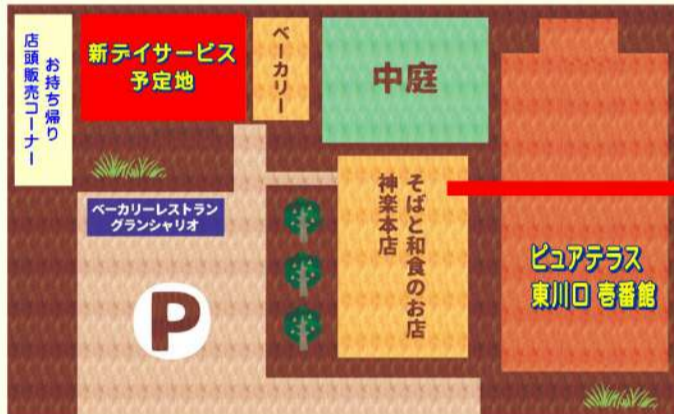 お持ち帰り
店頭販売コーナー
新デイサービス
予定地
ベーカリー
中庭
ベーカリーレストラン
グランシャリオ
P
そばと和食のお店
神楽本店
ピュアテラス
東川口 壱番館